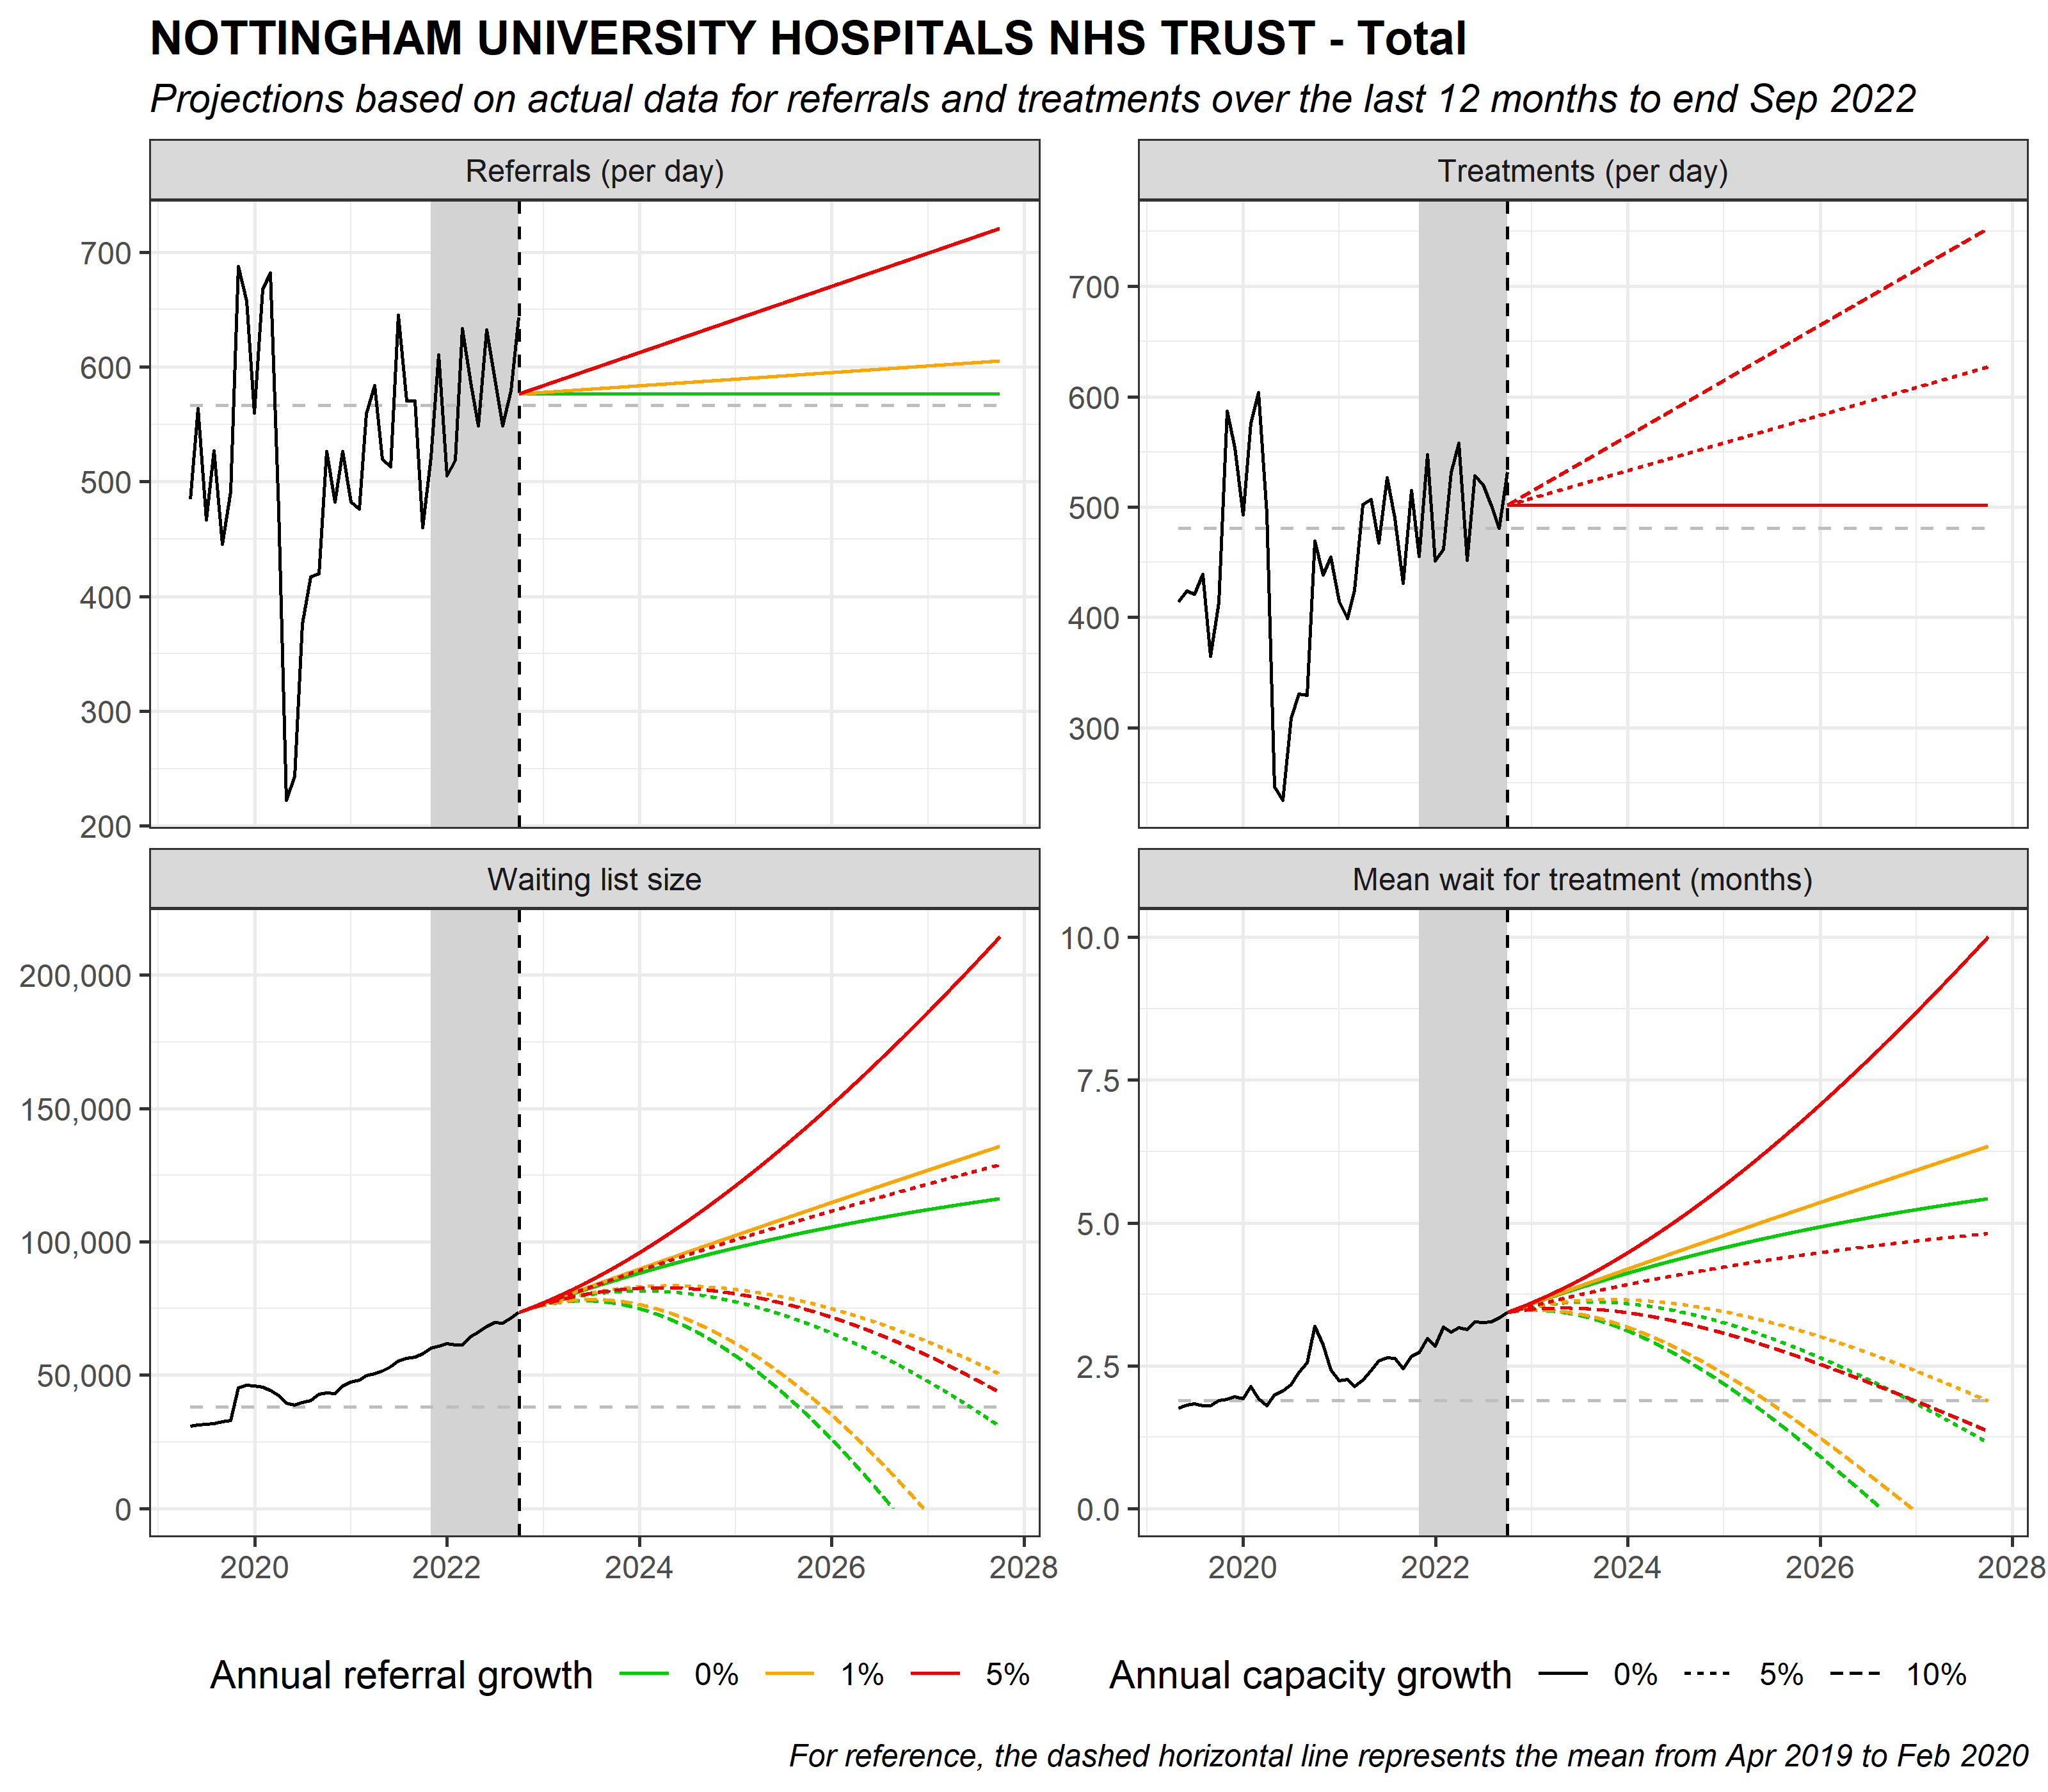 NOTTINGHAM UNIVERSITY HOSPITALS NHS TRUST - Total
Projections based on actual data for referrals and treatments over the last 12 months to end Sep 2022
Referrals (per day)
700
600
500
400
300
200
Treatments (per day)
700
600
500
400
300
Waiting list size
200,000
150,000
100,000
50,000
0
2020 2022 2024 2026 2028
Mean wait for treatment (months)
10.0
7.5
5.0
2.5
0.0
2020 2022 2024 2026 2028
Annual referral growth 0% 1% 5%
Annual capacity growth 0% 5% 10%
For reference, the dashed horizontal line represents the mean from Apr 2019 to Feb 2020